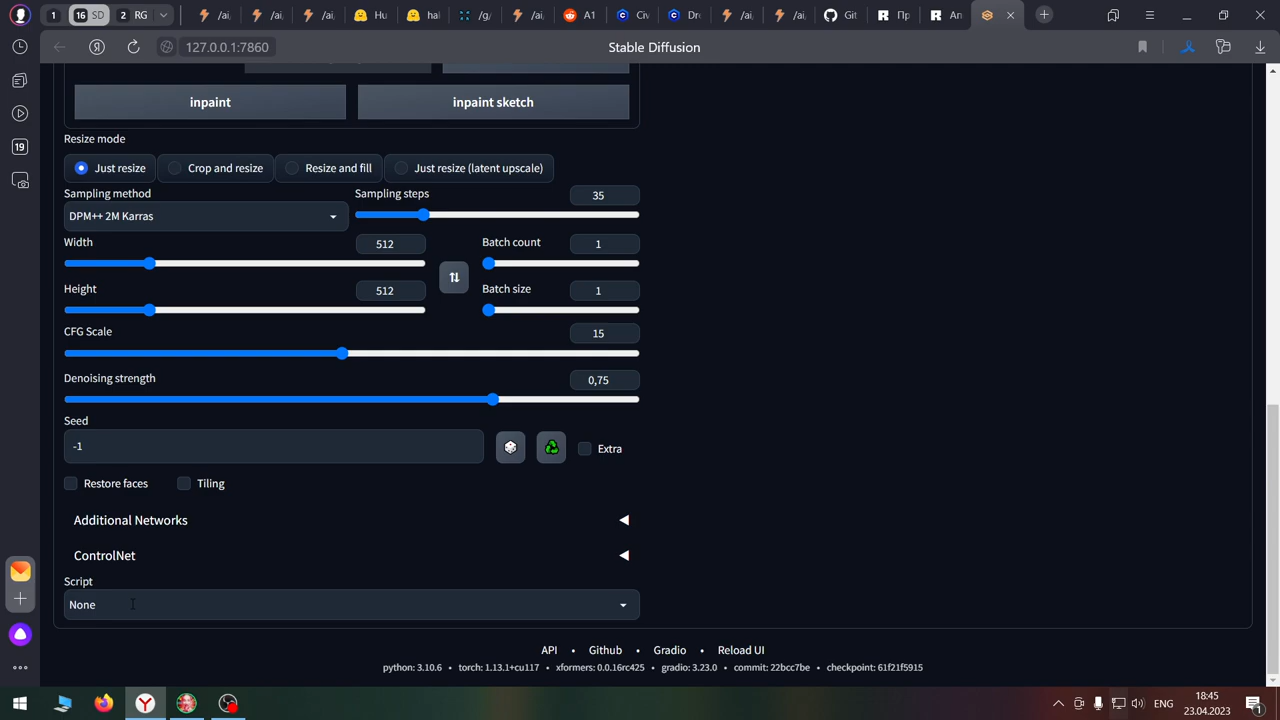 1 16 SD 2 RG /ai, /ai, /ai, Hu ha /g/ /ai, A1 Civ Dre /ai, /ai, Git Пр An
127.0.0.1:7860 Stable Diffusion
19
inpaint inpaint sketch
Resize mode
Just resize Crop and resize Resize and fill Just resize (latent upscale)
Sampling method Sampling steps 35
DPM++ 2M Karras
Width 512 Batch count 1
Height 512 Batch size 1
CFG Scale 15
Denoising strength 0,75
Seed
-1
Extra
Restore faces Tiling
Additional Networks
ControlNet
Script
None
API • Github • Gradio • Reload UI
python: 3.10.6 • torch: 1.13.1+cu117 • xformers: 0.0.16rc425 • gradio: 3.23.0 • commit: 22bcc7be • checkpoint: 61f21f5915
ENG 18:45
23.04.2023 1